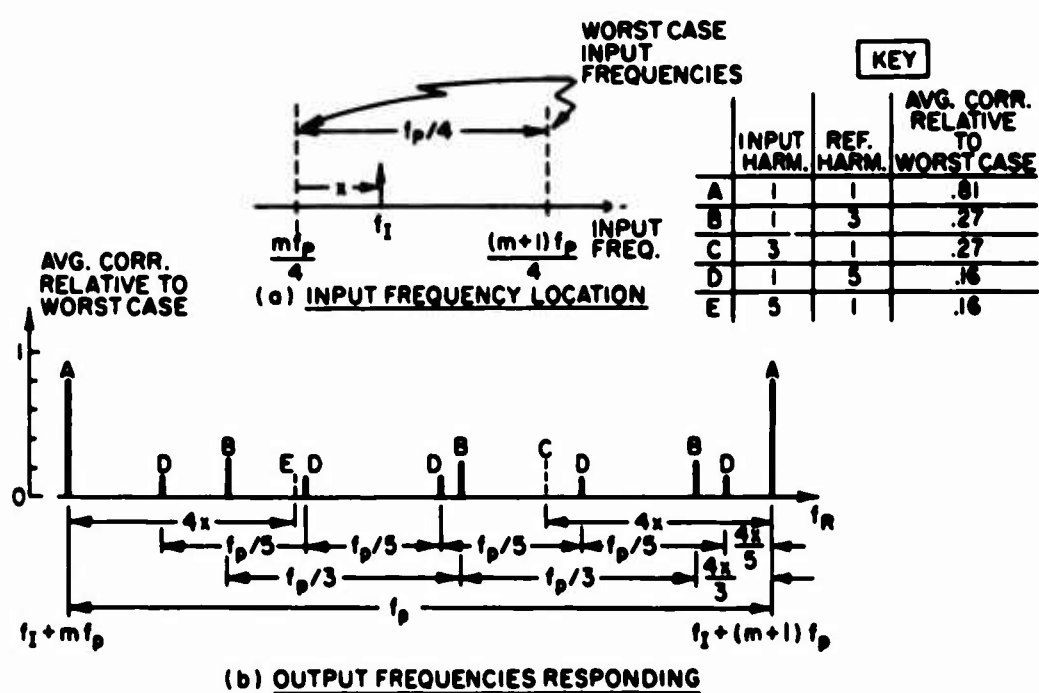 WORST CASE
INPUT
FREQUENCIES
f_p/4
x
f_I
mf_p
4
(m+1)f_p
4
INPUT
FREQ.
(a) INPUT FREQUENCY LOCATION
KEY
INPUT HARM. REF. HARM. AVG. CORR. RELATIVE TO WORST CASE
A 1 1 .81
B 1 3 .27
C 3 1 .27
D 1 5 .16
E 5 1 .16
AVG. CORR.
RELATIVE TO
WORST CASE
1
0
A D B E D D B C D B D A
f_R
4x 4x
f_p/5 f_p/5 f_p/5 f_p/5 4x/5
f_p/3 f_p/3 4x/3
f_p
f_I+mf_p f_I+(m+1)f_p
(b) OUTPUT FREQUENCIES RESPONDING